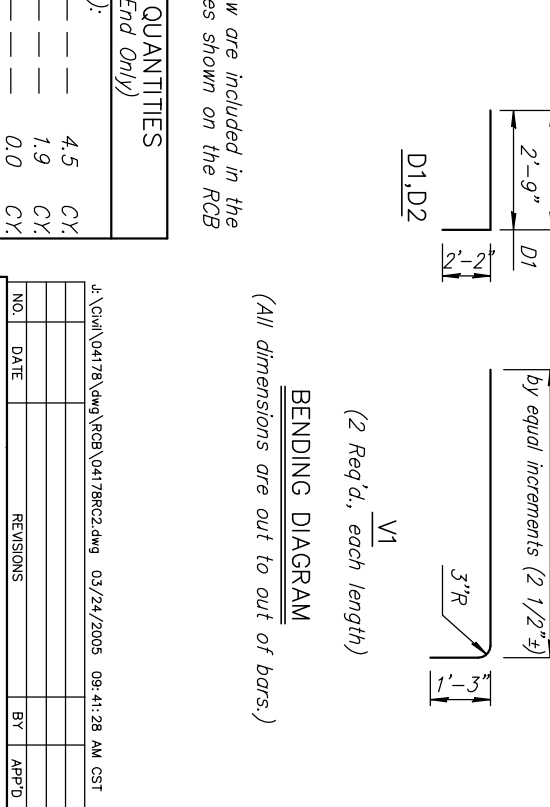 2'-9"
D1
2'-2"
D1,D2
by equal increments (2 1/2"±)
3"R
1'-3"
V1
(2 Req'd., each length)
BENDING DIAGRAM
(All dimensions are out to out of bars.)
w are included in the
es shown on the RCB
QUANTITIES
End Only)
):
— — — 4.5 CY.
— — — 1.9 CY.
— — — 0.0 CY.
J:\Civil\04178\dwg\RCB\04178RC2.dwg 03/24/2005 09:41:28 AM CST
NO. DATE REVISIONS BY APP'D